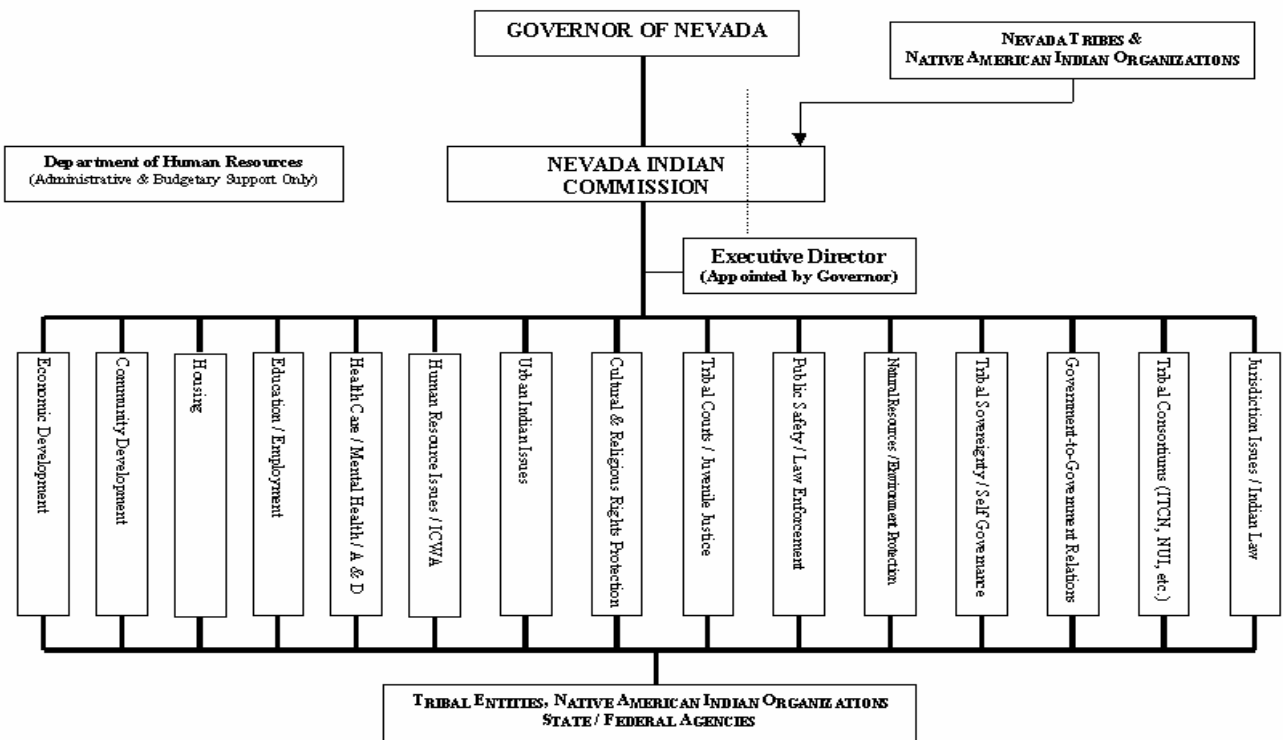 GOVERNOR OF NEVADA
NEVADA TRIBES &
NATIVE AMERICAN INDIAN ORGANIZATIONS
Department of Human Resources
(Administrative & Budgetary Support Only)
NEVADA INDIAN
COMMISSION
Executive Director
(Appointed by Governor)
Economic Development
Community Development
Housing
Education / Employment
Health Care / Mental Health / A & D
Human Resource Issues / ICWA
Urban Indian Issues
Cultural & Religious Rights Protection
Tribal Courts / Juvenile Justice
Public Safety / Law Enforcement
Natural Resources / Environment Protection
Tribal Sovereignty / Self Governance
Government-to-Government Relations
Tribal Consortiums (ITCN, NUI, etc.)
Jurisdiction Issues / Indian Law
TRIBAL ENTITIES, NATIVE AMERICAN INDIAN ORGANIZATIONS
STATE / FEDERAL AGENCIES